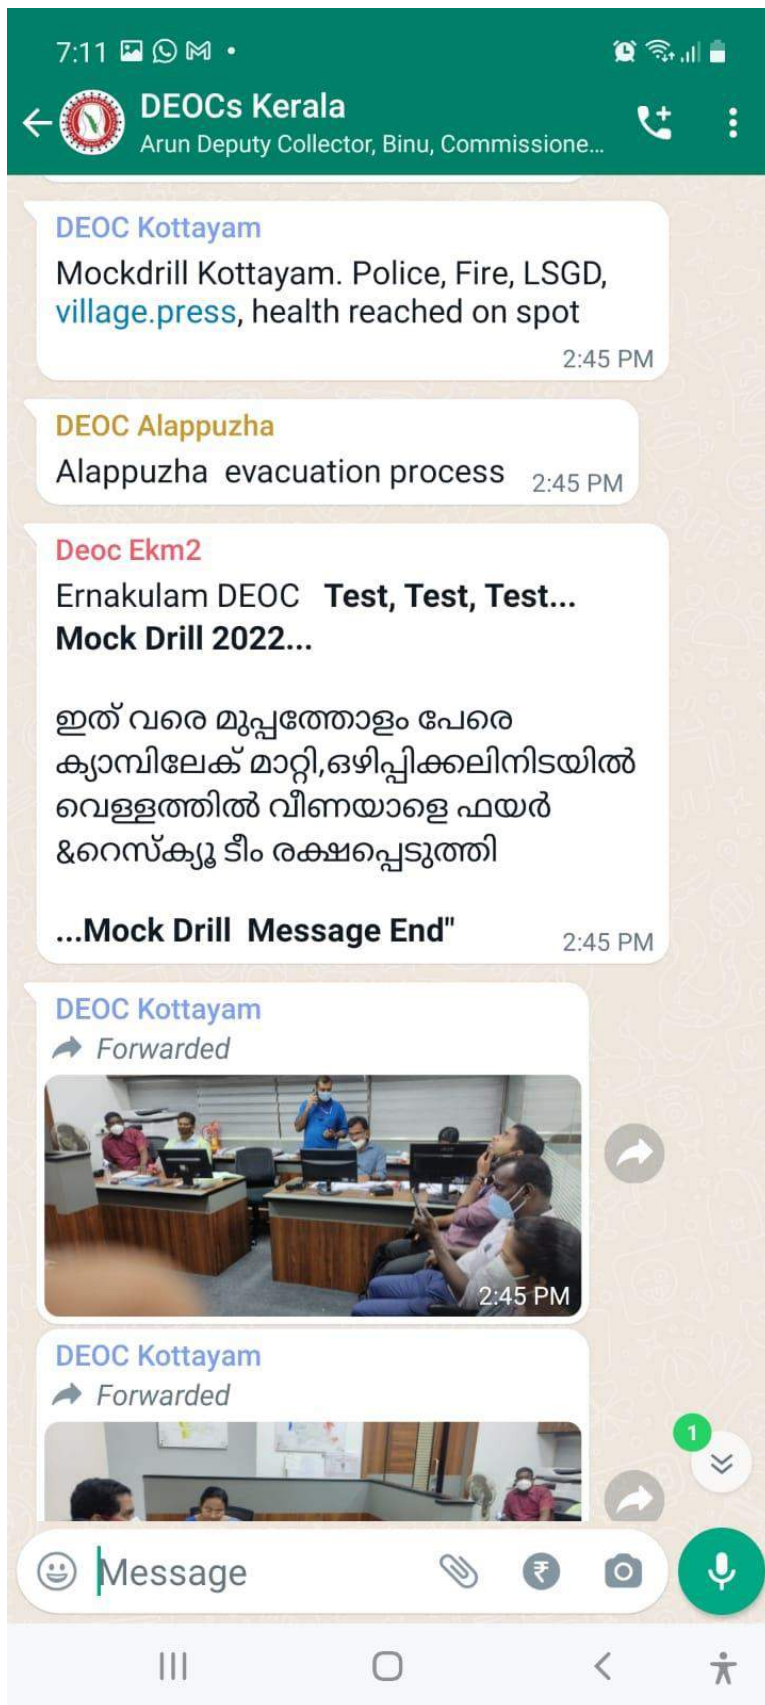 7:11
DEOCs Kerala
Arun Deputy Collector, Binu, Commissione...
DEOC Kottayam
Mockdrill Kottayam. Police, Fire, LSGD,
village.press, health reached on spot
2:45 PM
DEOC Alappuzha
Alappuzha evacuation process 2:45 PM
Deoc Ekm2
Ernakulam DEOC Test, Test, Test...
Mock Drill 2022...
ഇത് വരെ മുപ്പത്തോളം പേരെ
ക്യാമ്പിലേക് മാറ്റി,ഒഴിപ്പിക്കലിനിടയിൽ
വെള്ളത്തിൽ വീണയാളെ ഫയർ
&റെസ്ക്യൂ ടീം രക്ഷപ്പെടുത്തി
...Mock Drill Message End"
2:45 PM
DEOC Kottayam
Forwarded
2:45 PM
DEOC Kottayam
Forwarded
1
Message